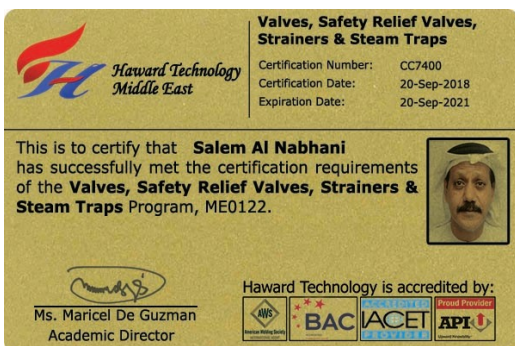 Haward Technology
Middle East
Valves, Safety Relief Valves,
Strainers & Steam Traps
Certification Number: CC7400
Certification Date: 20-Sep-2018
Expiration Date: 20-Sep-2021
This is to certify that Salem Al Nabhani
has successfully met the certification requirements
of the Valves, Safety Relief Valves, Strainers &
Steam Traps Program, ME0122.
Ms. Maricel De Guzman
Academic Director
Haward Technology is accredited by:
AWS
American Welding Society
BAC
ACCREDITED
IACET
PROVIDER
Proud Provider
API